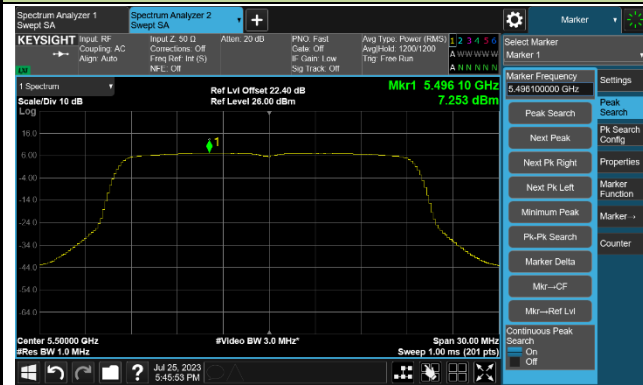 Spectrum Analyzer 1
Swept SA
Spectrum Analyzer 2
Swept SA
Marker
KEYSIGHT
Input: RF
Coupling: AC
Align: Auto
Input Z: 50 Ω
Corrections: Off
Freq Ref: Int (S)
NFE: Off
Atten: 20 dB
PNO: Fast
Gate: Off
IF Gain: Low
Sig Track: Off
Avg Type: Power (RMS)
Avg|Hold: 1200/1200
Trig: Free Run
1 2 3 4 5 6
A W W W W W
A N N N N N
LXI
Select Marker
Marker 1
1 Spectrum
Scale/Div 10 dB
Ref Lvl Offset 22.40 dB
Ref Level 26.00 dBm
Mkr1 5.496 10 GHz
7.253 dBm
Log
16.0
6.00
-4.00
-14.0
-24.0
-34.0
-44.0
-54.0
-64.0
1
Center 5.50000 GHz
#Res BW 1.0 MHz
#Video BW 3.0 MHz*
Span 30.00 MHz
Sweep 1.00 ms (201 pts)
Marker Frequency
5.496100000 GHz
Peak Search
Next Peak
Next Pk Right
Next Pk Left
Minimum Peak
Pk-Pk Search
Marker Delta
Mkr→CF
Mkr→Ref Lvl
Continuous Peak
Search
On
Off
Settings
Peak
Search
Pk Search
Config
Properties
Marker
Function
Marker→
Counter
Jul 25, 2023
5:45:53 PM